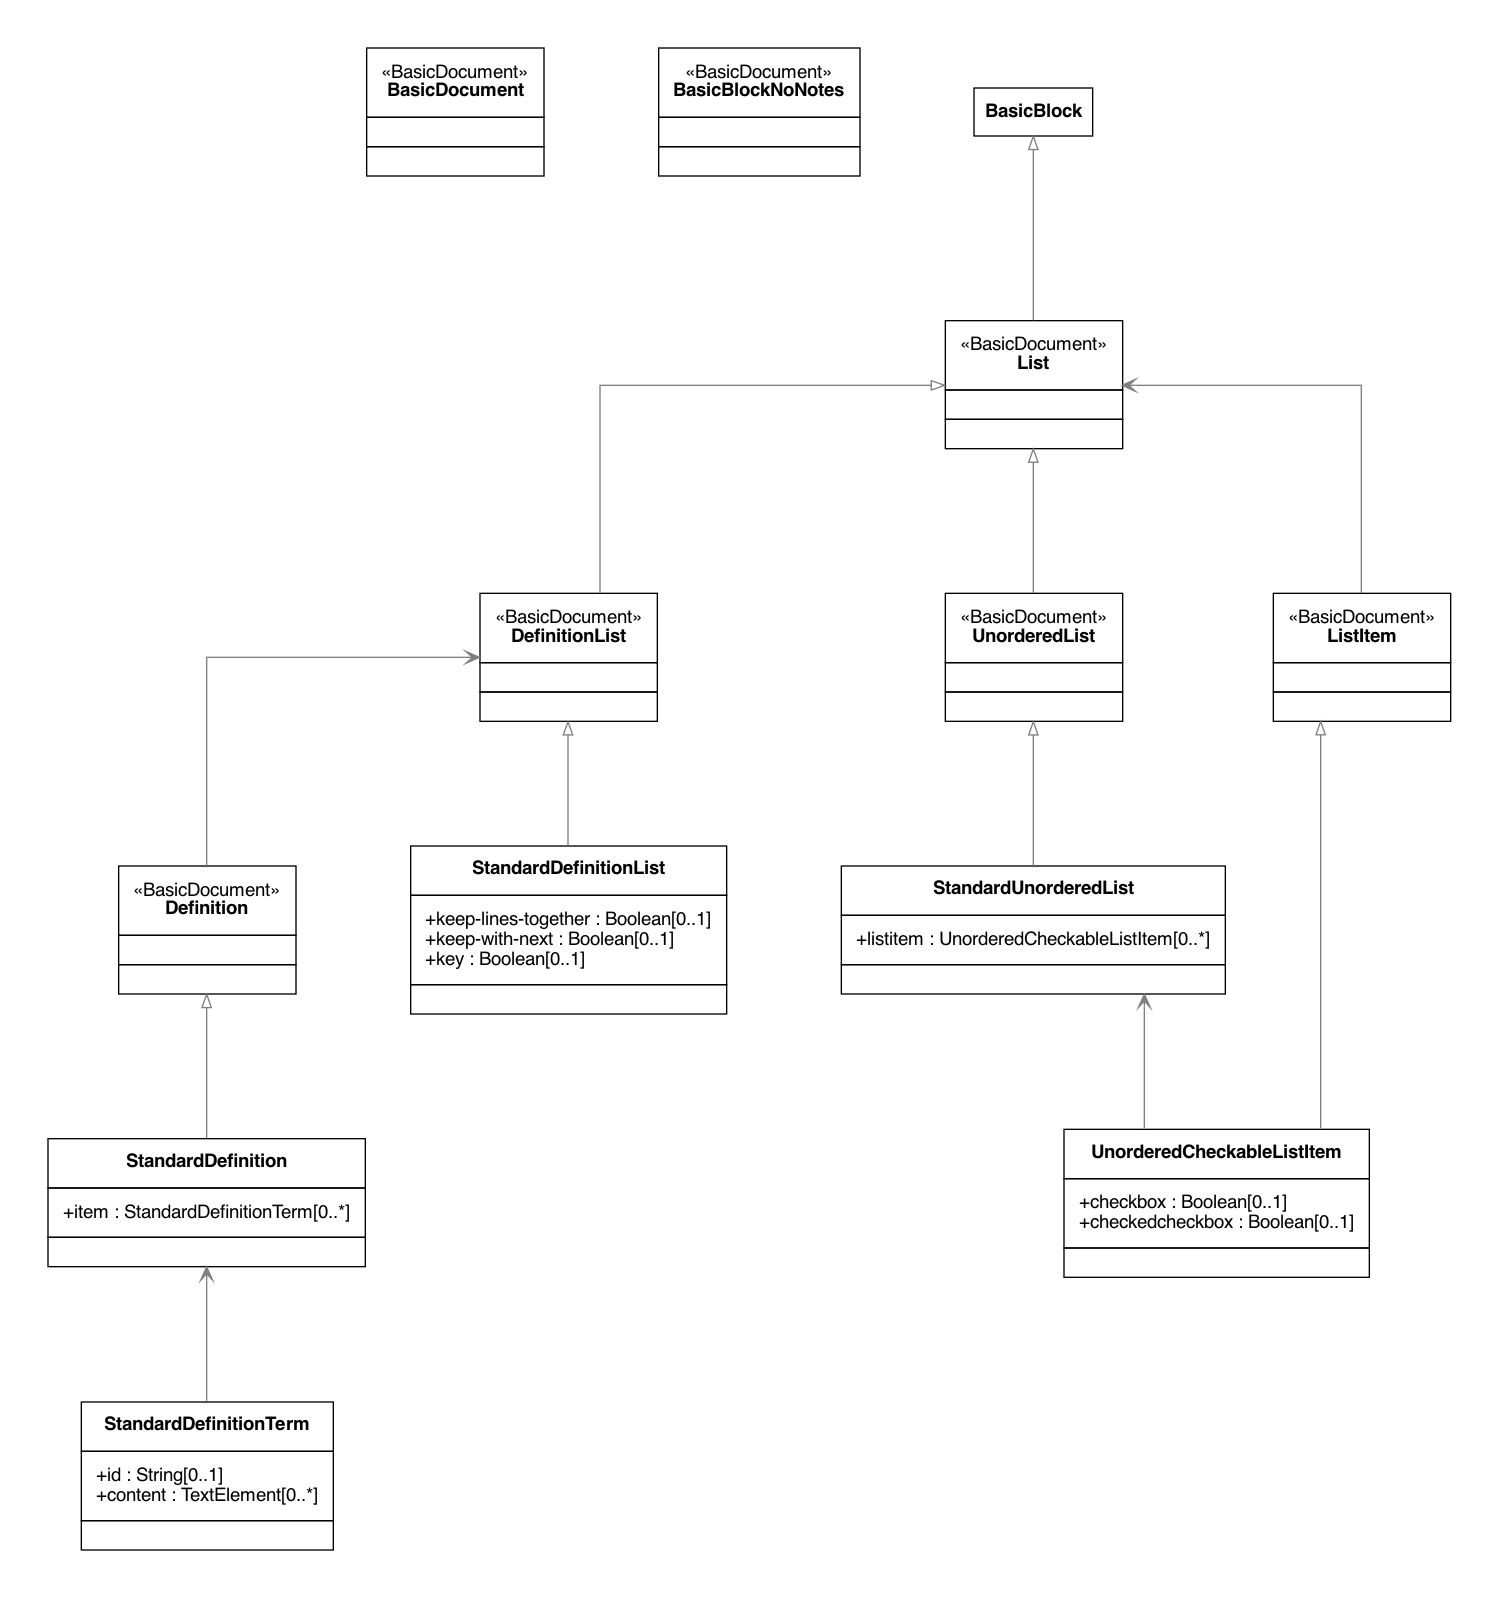 «BasicDocument»
BasicDocument
«BasicDocument»
BasicBlockNoNotes
BasicBlock
«BasicDocument»
List
«BasicDocument»
DefinitionList
«BasicDocument»
UnorderedList
«BasicDocument»
ListItem
«BasicDocument»
Definition
StandardDefinitionList
+keep-lines-together : Boolean[0..1]
+keep-with-next : Boolean[0..1]
+key : Boolean[0..1]
StandardUnorderedList
+listitem : UnorderedCheckableListItem[0..*]
StandardDefinition
+item : StandardDefinitionTerm[0..*]
UnorderedCheckableListItem
+checkbox : Boolean[0..1]
+checkedcheckbox : Boolean[0..1]
StandardDefinitionTerm
+id : String[0..1]
+content : TextElement[0..*]